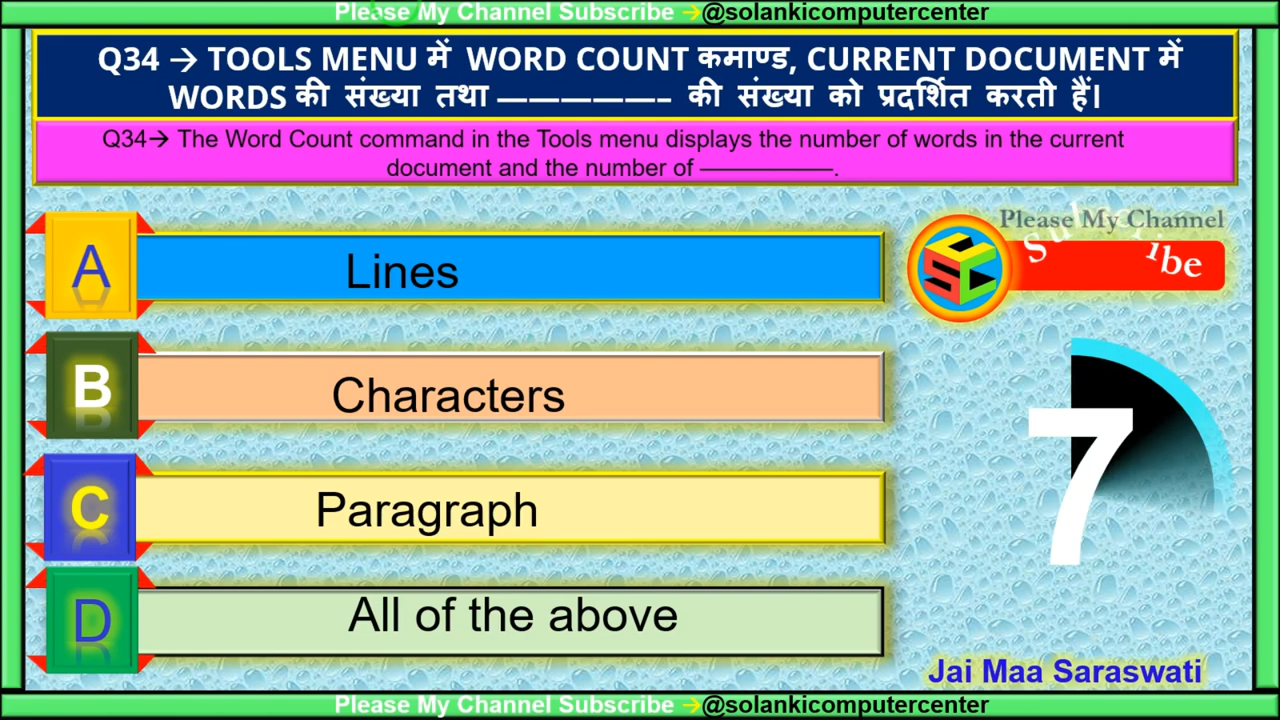 Please My Channel Subscribe →@solankicomputercenter
Q34 → TOOLS MENU में WORD COUNT कमाण्ड, CURRENT DOCUMENT में
WORDS की संख्या तथा —————– की संख्या को प्रदर्शित करती हैं।
Q34→ The Word Count command in the Tools menu displays the number of words in the current
document and the number of —————–.
Please My Channel
A
Lines
B
Characters
C
Paragraph
D
All of the above
7
Jai Maa Saraswati
Please My Channel Subscribe →@solankicomputercenter